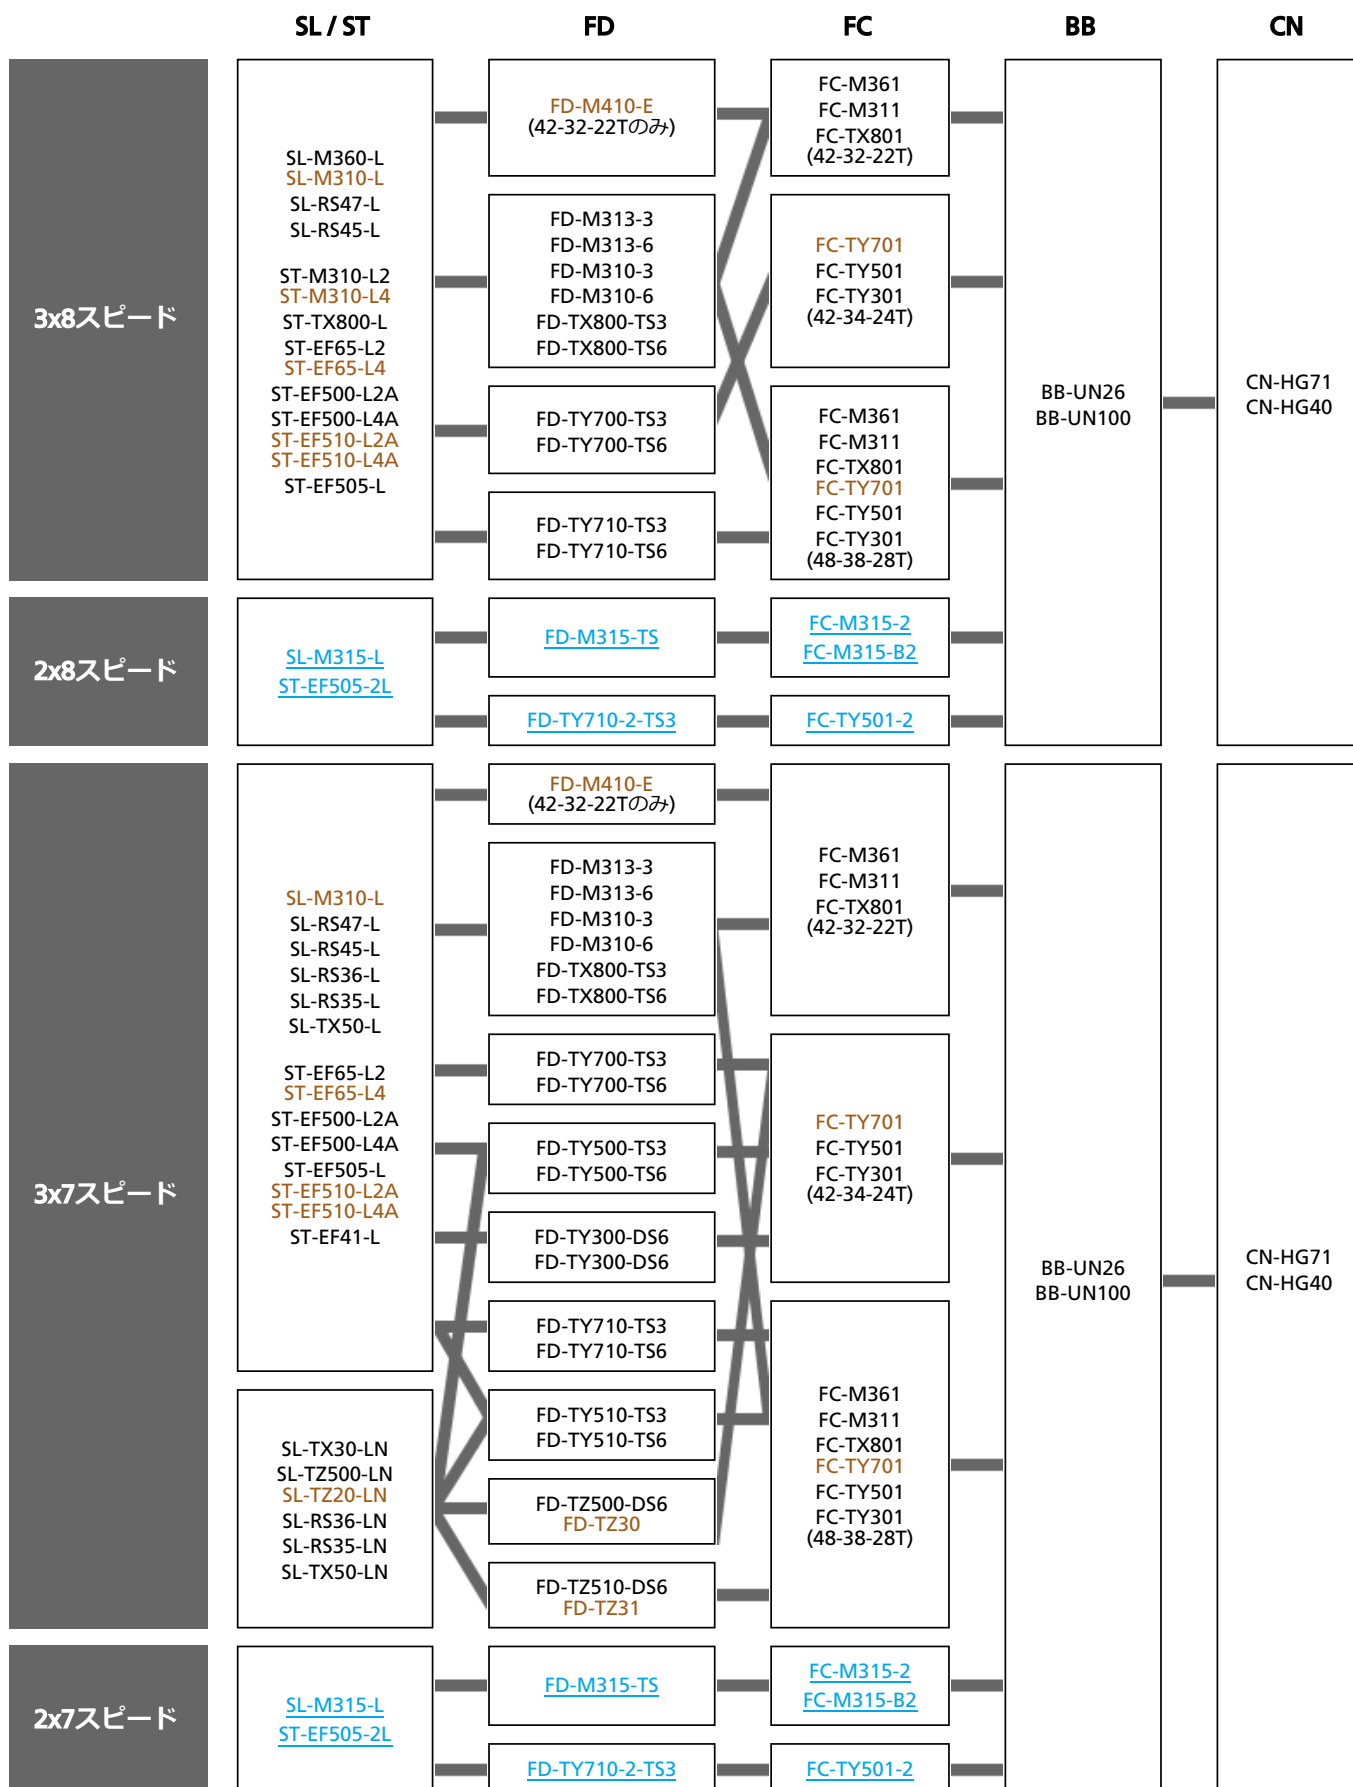 SL / ST
FD
FC
BB
CN
3x8スピード
SL-M360-L
SL-M310-L
SL-RS47-L
SL-RS45-L
ST-M310-L2
ST-M310-L4
ST-TX800-L
ST-EF65-L2
ST-EF65-L4
ST-EF500-L2A
ST-EF500-L4A
ST-EF510-L2A
ST-EF510-L4A
ST-EF505-L
FD-M410-E
(42-32-22Tのみ)
FD-M313-3
FD-M313-6
FD-M310-3
FD-M310-6
FD-TX800-TS3
FD-TX800-TS6
FD-TY700-TS3
FD-TY700-TS6
FD-TY710-TS3
FD-TY710-TS6
FC-M361
FC-M311
FC-TX801
(42-32-22T)
FC-TY701
FC-TY501
FC-TY301
(42-34-24T)
FC-M361
FC-M311
FC-TX801
FC-TY701
FC-TY501
FC-TY301
(48-38-28T)
BB-UN26
BB-UN100
CN-HG71
CN-HG40
2x8スピード
SL-M315-L
ST-EF505-2L
FD-M315-TS
FD-TY710-2-TS3
FC-M315-2
FC-M315-B2
FC-TY501-2
3x7スピード
SL-M310-L
SL-RS47-L
SL-RS45-L
SL-RS36-L
SL-RS35-L
SL-TX50-L
ST-EF65-L2
ST-EF65-L4
ST-EF500-L2A
ST-EF500-L4A
ST-EF505-L
ST-EF510-L2A
ST-EF510-L4A
ST-EF41-L
SL-TX30-LN
SL-TZ500-LN
SL-TZ20-LN
SL-RS36-LN
SL-RS35-LN
SL-TX50-LN
FD-M410-E
(42-32-22Tのみ)
FD-M313-3
FD-M313-6
FD-M310-3
FD-M310-6
FD-TX800-TS3
FD-TX800-TS6
FD-TY700-TS3
FD-TY700-TS6
FD-TY500-TS3
FD-TY500-TS6
FD-TY300-DS6
FD-TY300-DS6
FD-TY710-TS3
FD-TY710-TS6
FD-TY510-TS3
FD-TY510-TS6
FD-TZ500-DS6
FD-TZ30
FD-TZ510-DS6
FD-TZ31
FC-M361
FC-M311
FC-TX801
(42-32-22T)
FC-TY701
FC-TY501
FC-TY301
(42-34-24T)
FC-M361
FC-M311
FC-TX801
FC-TY701
FC-TY501
FC-TY301
(48-38-28T)
BB-UN26
BB-UN100
CN-HG71
CN-HG40
2x7スピード
SL-M315-L
ST-EF505-2L
FD-M315-TS
FD-TY710-2-TS3
FC-M315-2
FC-M315-B2
FC-TY501-2